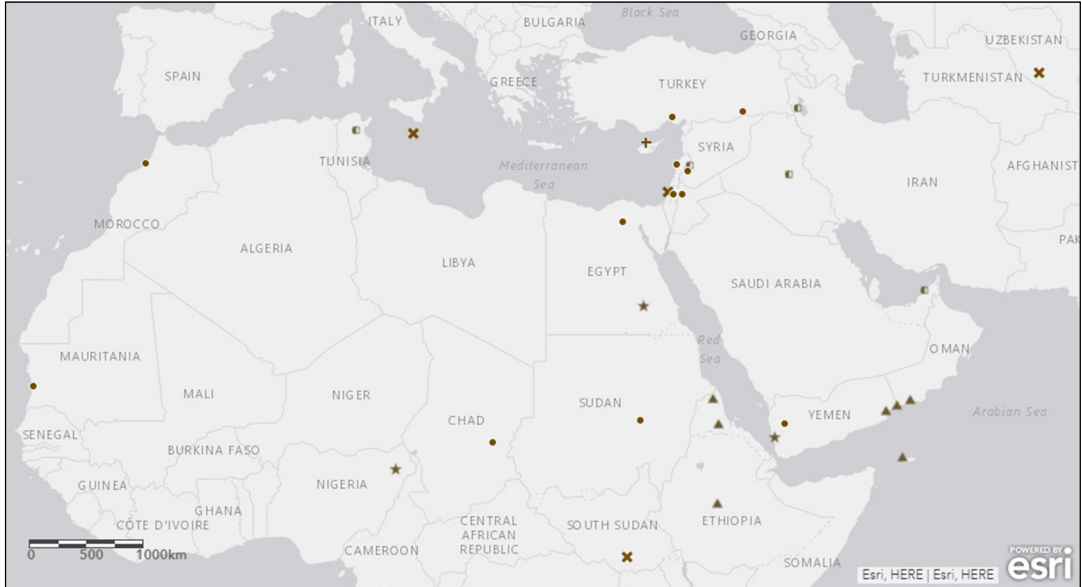 Black Sea
ITALY
BULGARIA
GEORGIA
UZBEKISTAN
SPAIN
GREECE
TURKEY
TURKMENISTAN
TUNISIA
Mediterranean
Sea
SYRIA
IRAN
AFGHANIST
MOROCCO
ALGERIA
LIBYA
EGYPT
SAUDI ARABIA
PAK
Red
Sea
OMAN
MAURITANIA
MALI
NIGER
CHAD
SUDAN
YEMEN
Arabian Sea
SENEGAL
BURKINA FASO
GUINEA
NIGERIA
GHANA
CÔTE D'IVOIRE
CENTRAL
AFRICAN
REPUBLIC
SOUTH SUDAN
ETHIOPIA
CAMEROON
SOMALIA
0 500 1000km
Esri, HERE | Esri, HERE
POWERED BY
esri